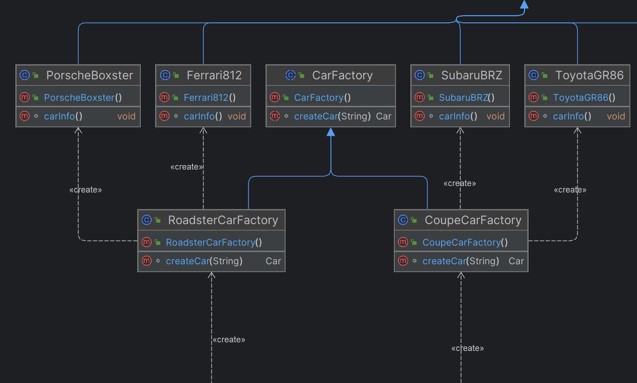 PorscheBoxster
PorscheBoxster()
carInfo() void
Ferrari812
Ferrari812()
carInfo() void
CarFactory
CarFactory()
createCar(String) Car
SubaruBRZ
SubaruBRZ()
carInfo() void
ToyotaGR86
ToyotaGR86()
carInfo() void
«create»
«create»
«create»
«create»
RoadsterCarFactory
RoadsterCarFactory()
createCar(String) Car
CoupeCarFactory
CoupeCarFactory()
createCar(String) Car
«create»
«create»